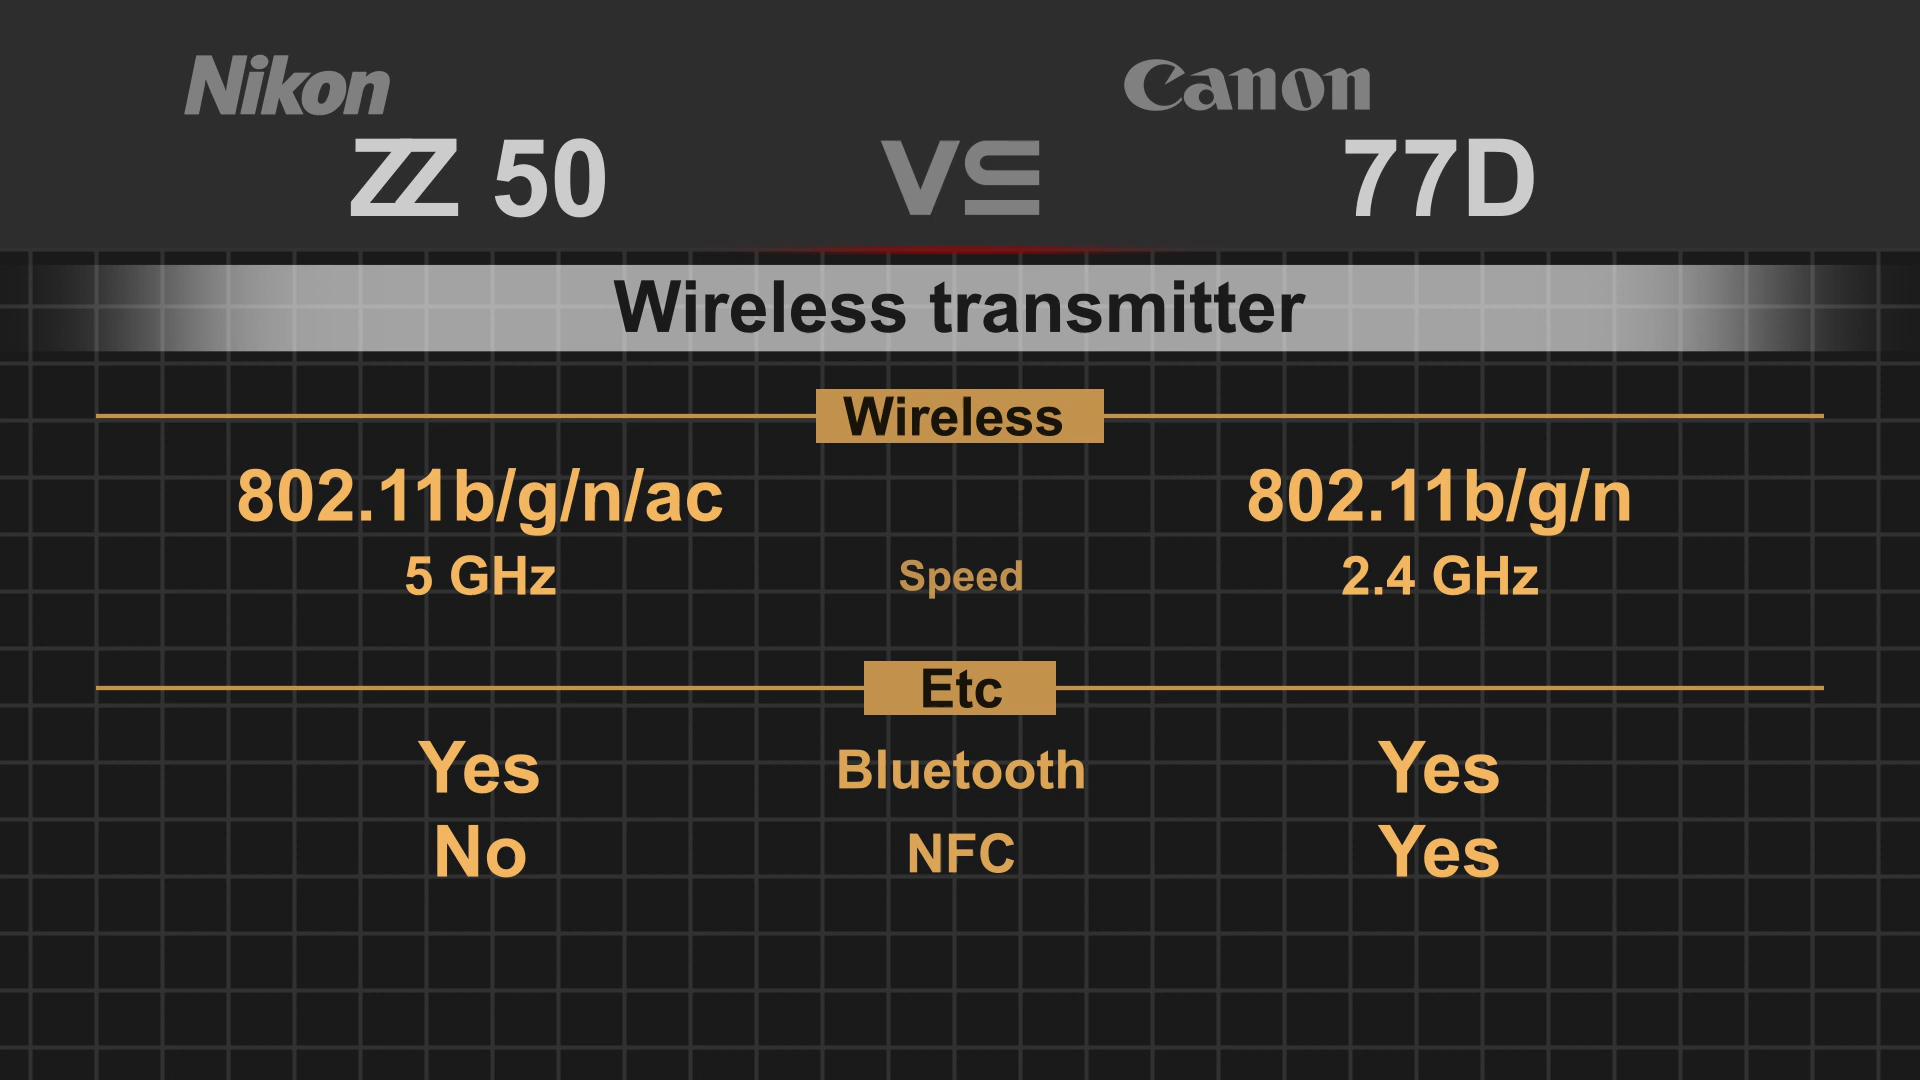 Nikon
Canon
ZZ 50
VS
77D
Wireless transmitter
Wireless
802.11b/g/n/ac
802.11b/g/n
5 GHz
Speed
2.4 GHz
Etc
Yes
Bluetooth
Yes
No
NFC
Yes